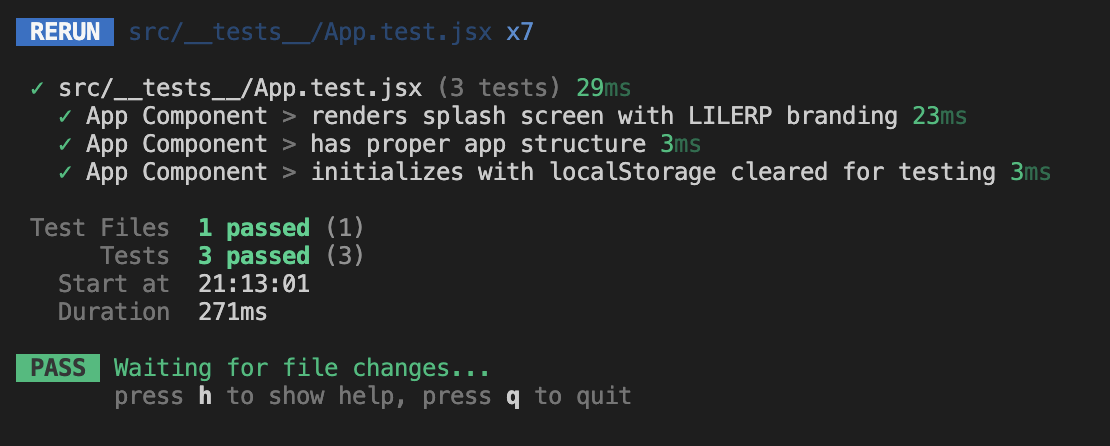 RERUN src/__tests__/App.test.jsx x7
✓ src/__tests__/App.test.jsx (3 tests) 29ms
✓ App Component > renders splash screen with LILERP branding 23ms
✓ App Component > has proper app structure 3ms
✓ App Component > initializes with localStorage cleared for testing 3ms
Test Files 1 passed (1)
Tests 3 passed (3)
Start at 21:13:01
Duration 271ms
PASS Waiting for file changes...
press h to show help, press q to quit